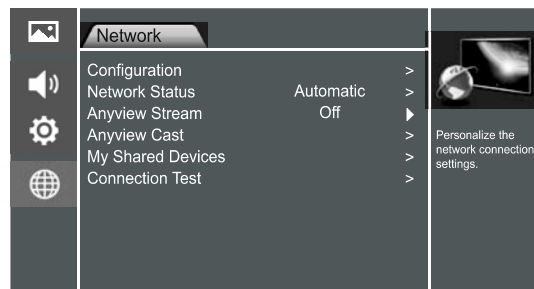 Network
Configuration >
Network Status Automatic >
Anyview Stream Off
Anyview Cast >
My Shared Devices >
Connection Test >
Personalize the
network connection
settings.